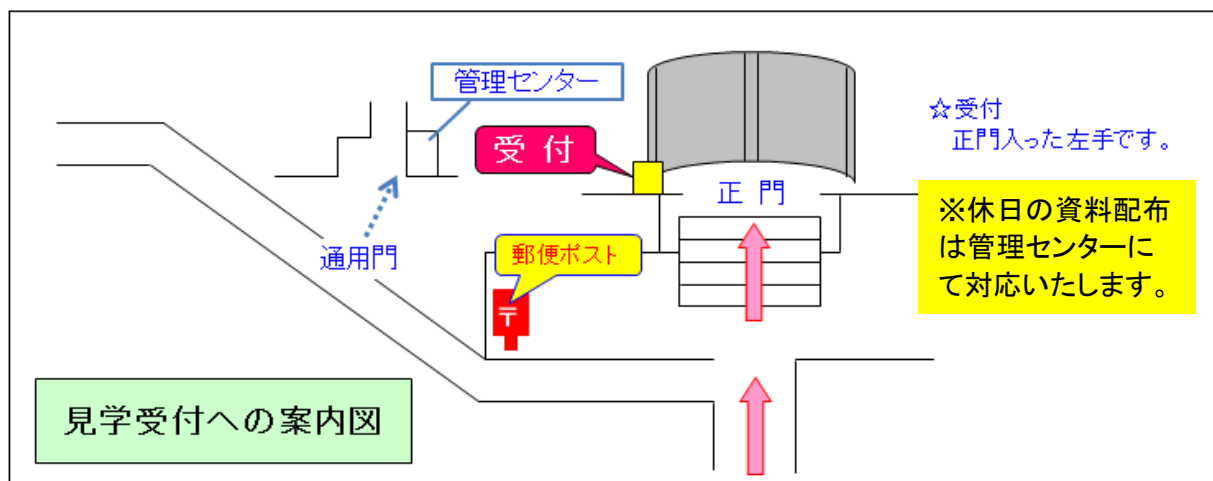 管理センター
受 付
☆受付
正門入った左手です。
正 門
※休日の資料配布
は管理センターに
て対応いたします。
通用門
郵便ポスト
〒
見学受付への案内図